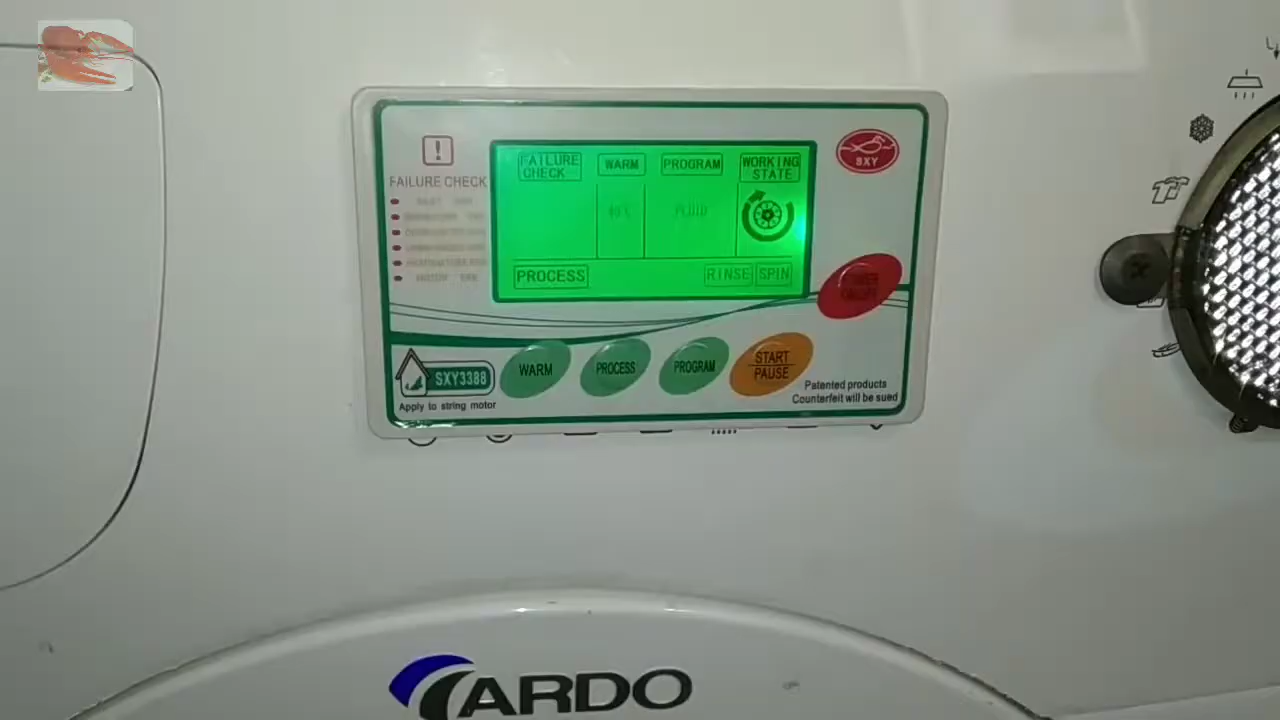 !
FAILURE CHECK
FAILURE
CHECK
WARM
PROGRAM
WORKING
STATE
PROCESS
RINSE
SPIN
SXY
SXY3388
Apply to string motor
WARM
PROCESS
PROGRAM
START
PAUSE
Patented products
Counterfeit will be sued
ARDO